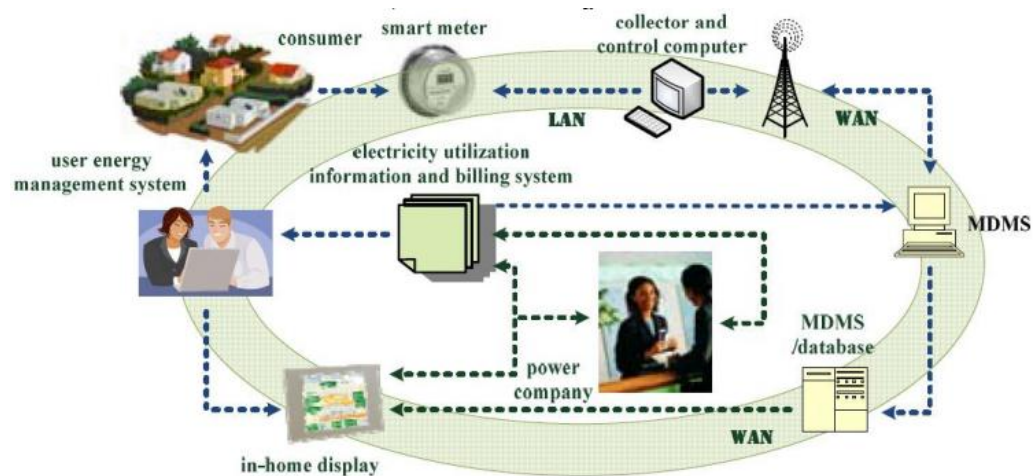 consumer
smart meter
collector and
control computer
LAN
WAN
user energy
management system
electricity utilization
information and billing system
MDMS
MDMS
/database
power
company
WAN
in-home display